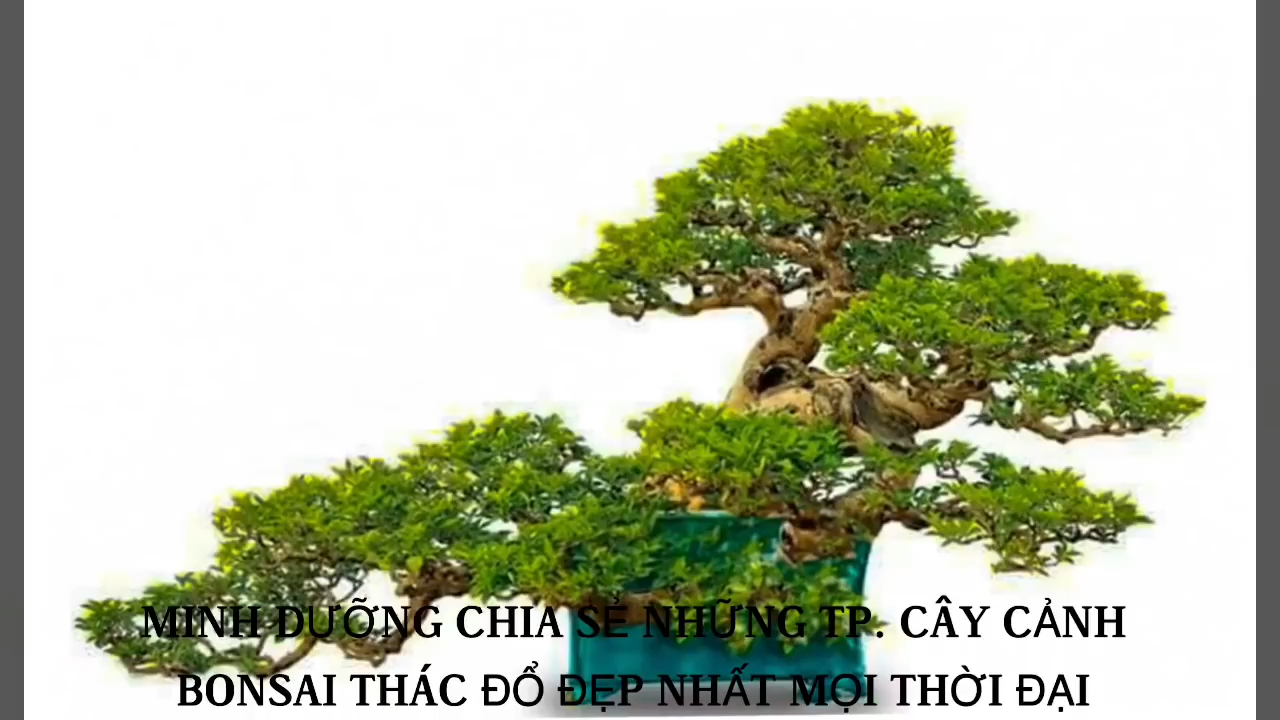 MINH DƯỠNG CHIA SẺ NHỮNG TP. CÂY CẢNH
BONSAI THÁC ĐỔ ĐẸP NHẤT MỌI THỜI ĐẠI